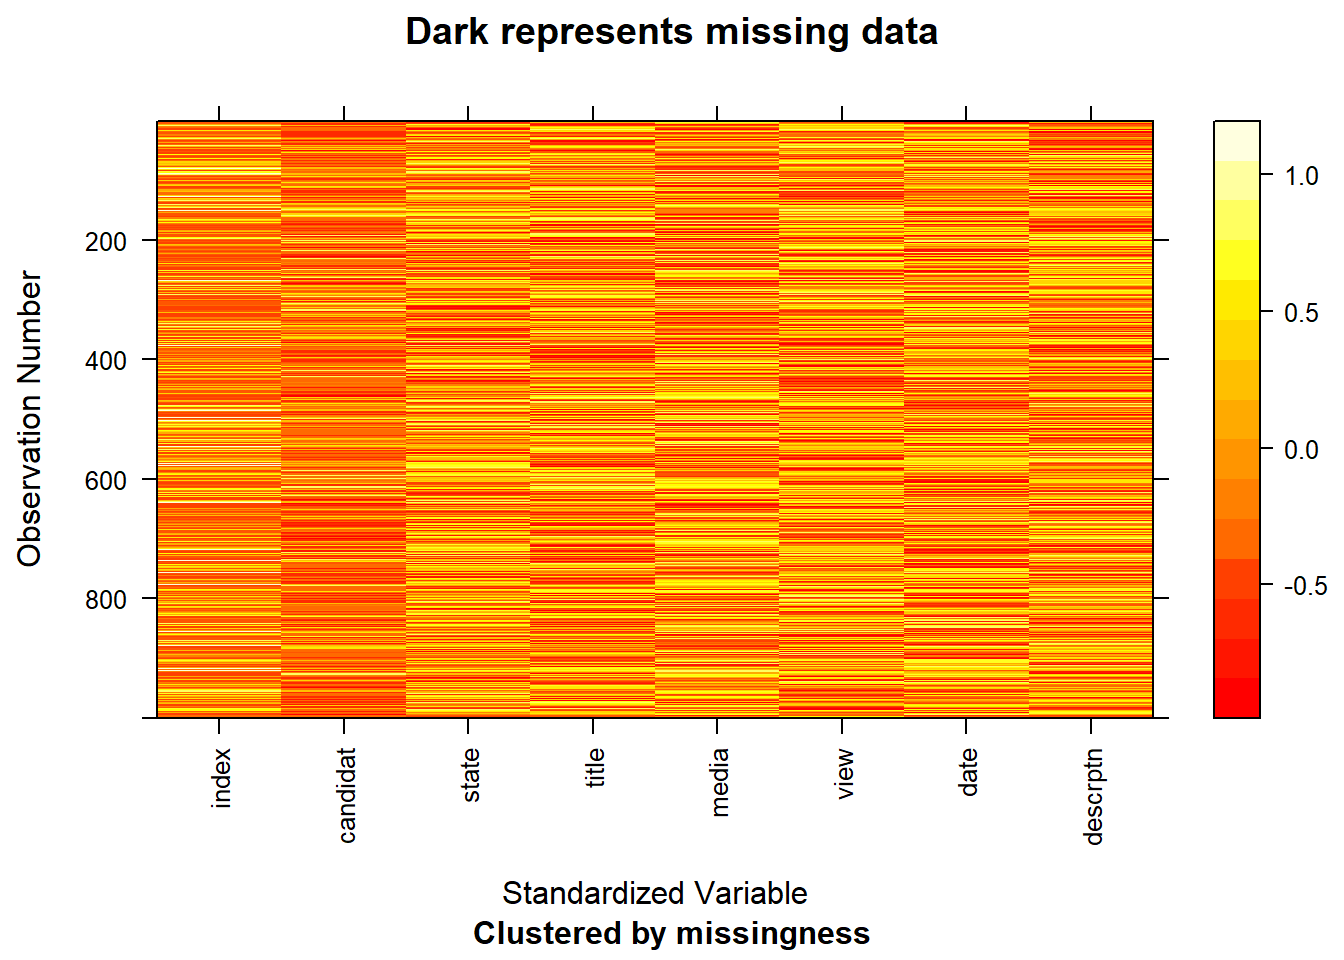 Dark represents missing data
Observation Number
200
400
600
800
1.0
0.5
0.0
-0.5
index
candidat
state
title
media
view
date
descrptn
Standardized Variable
Clustered by missingness